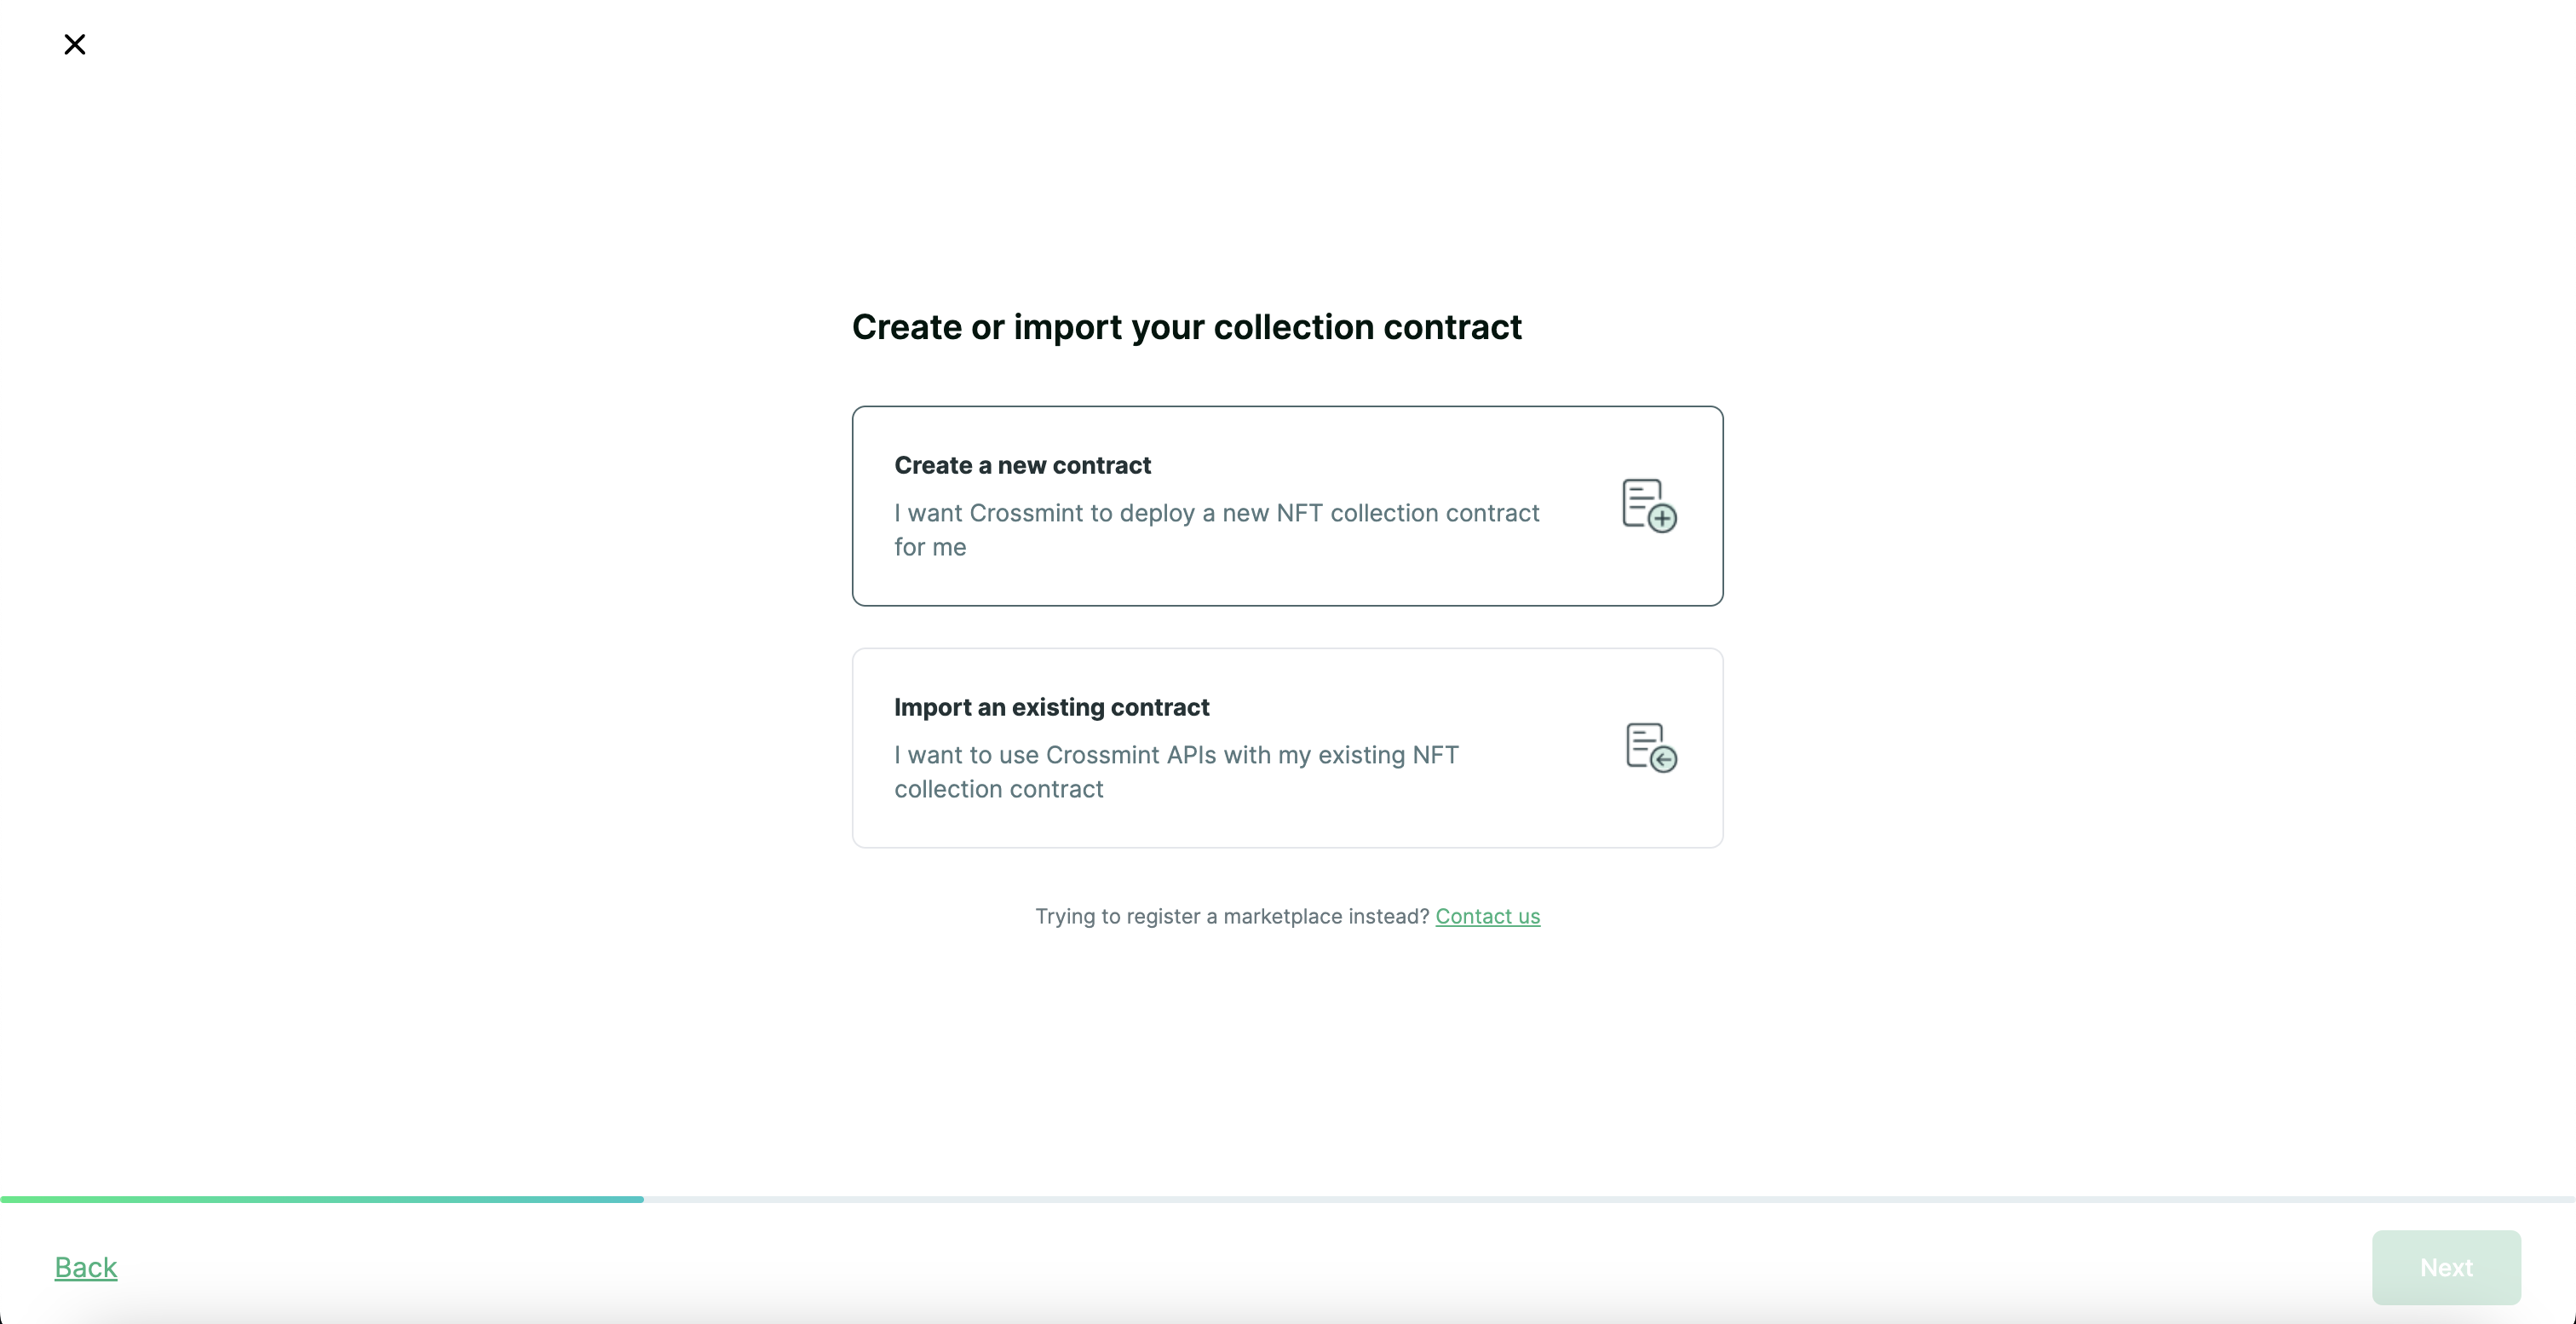 Create or import your collection contract
Create a new contract
I want Crossmint to deploy a new NFT collection contract
for me
Import an existing contract
I want to use Crossmint APIs with my existing NFT
collection contract
Trying to register a marketplace instead? Contact us
Back
Next